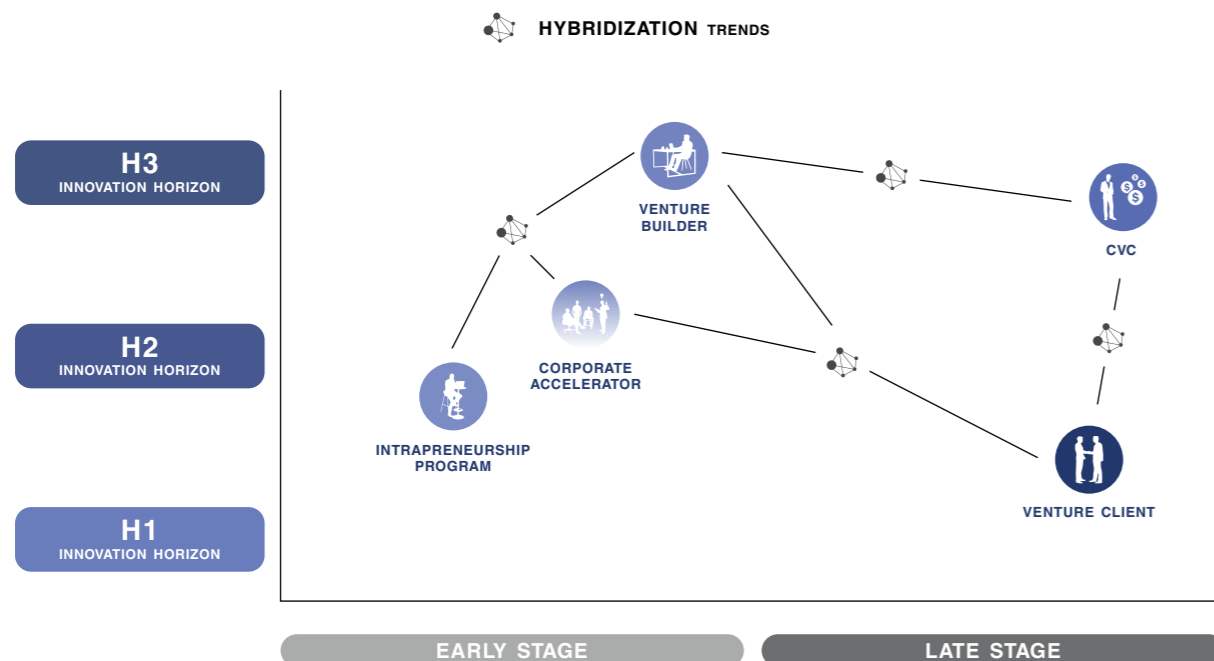 HYBRIDIZATION TRENDS
H3
INNOVATION HORIZON
VENTURE
BUILDER
CVC
H2
INNOVATION HORIZON
CORPORATE
ACCELERATOR
INTRAPRENEURSHIP
PROGRAM
VENTURE CLIENT
H1
INNOVATION HORIZON
EARLY STAGE
LATE STAGE